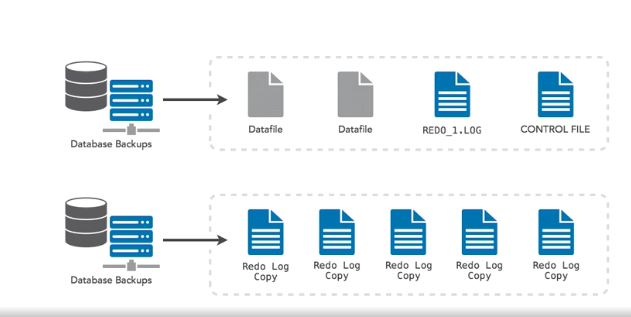 Datafile
Datafile
REDO_1.LOG
CONTROL FILE
Database Backups
Redo Log
Copy
Redo Log
Copy
Redo Log
Copy
Redo Log
Copy
Redo Log
Copy
Database Backups